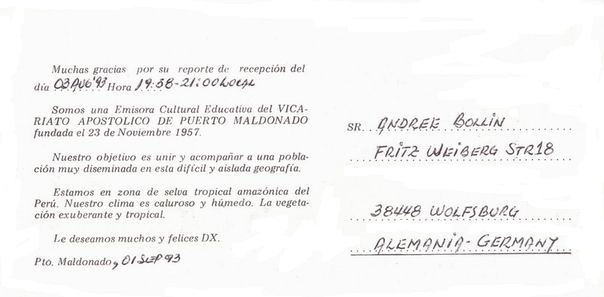 Muchas gracias por su reporte de recepción del
día 03 AUG '93 Hora 19:58-21:00 LOCAL
Somos una Emisora Cultural Educativa del VICA-
RIATO APOSTOLICO DE PUERTO MALDONADO
fundada el 23 de Noviembre 1957.
Nuestro objetivo es unir y acompañar a una pobla-
ción muy diseminada en esta difícil y aislada geografía.
Estamos en zona de selva tropical amazónica del
Perú. Nuestro clima es caluroso y húmedo. La vege-
tación exuberante y tropical.
Le deseamos muchos y felices DX.
Pto. Maldonado, 01 SEP 93
SR. ANDREE BOLLIN
FRITZ WEIBERG STR 18
38448 WOLFSBURG
ALEMANIA - GERMANY